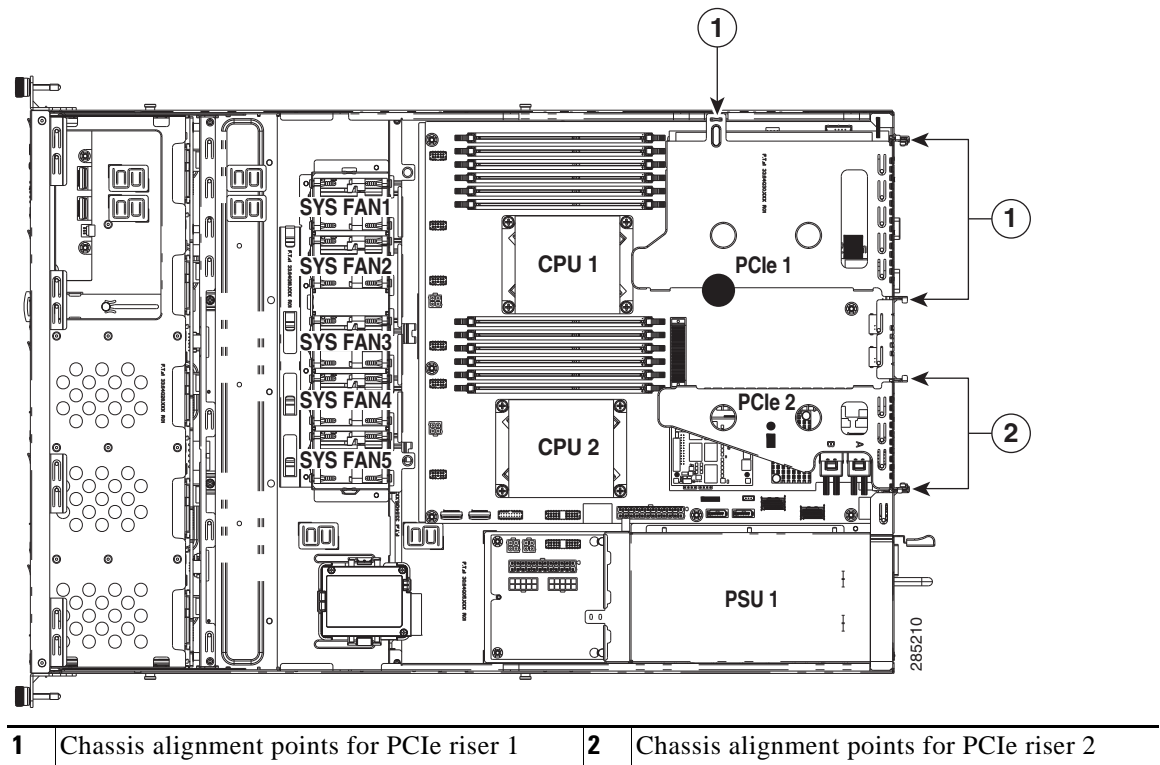 1
SYS FAN1
SYS FAN2
SYS FAN3
SYS FAN4
SYS FAN5
CPU 1
CPU 2
PCIe 1
PCIe 2
B
A
PSU 1
1
2
285210
1 Chassis alignment points for PCIe riser 1 2 Chassis alignment points for PCIe riser 2